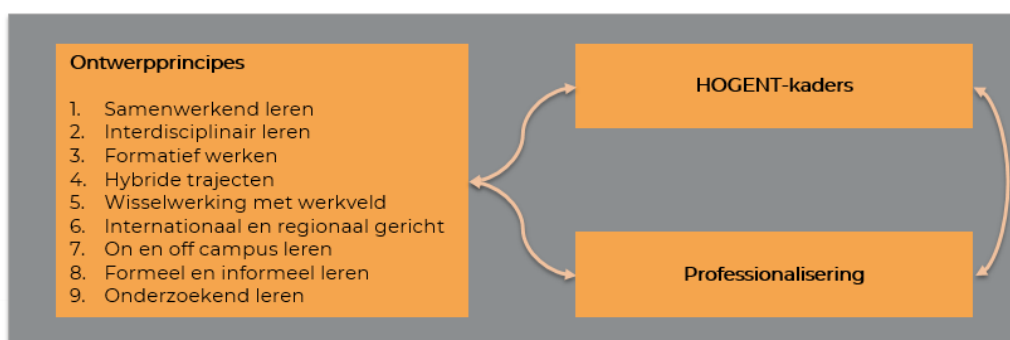 Ontwerpprincipes
1. Samenwerkend leren
2. Interdisciplinair leren
3. Formatief werken
4. Hybride trajecten
5. Wisselwerking met werkveld
6. Internationaal en regionaal gericht
7. On en off campus leren
8. Formeel en informeel leren
9. Onderzoekend leren
HOGENT-kaders
Professionalisering